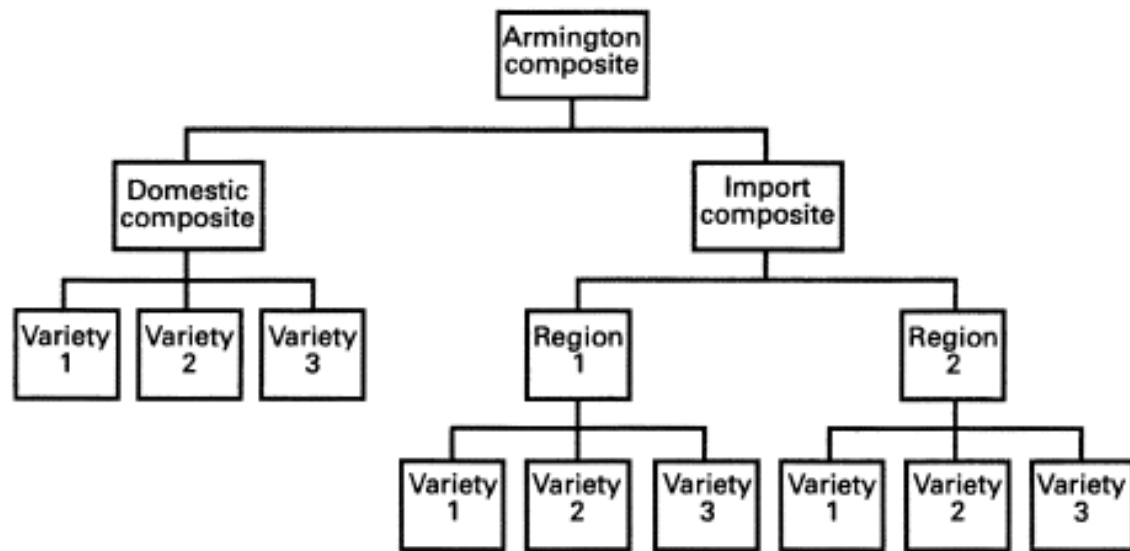 Armington
composite
Domestic
composite
Import
composite
Variety
1
Variety
2
Variety
3
Region
1
Region
2
Variety
1
Variety
2
Variety
3
Variety
1
Variety
2
Variety
3